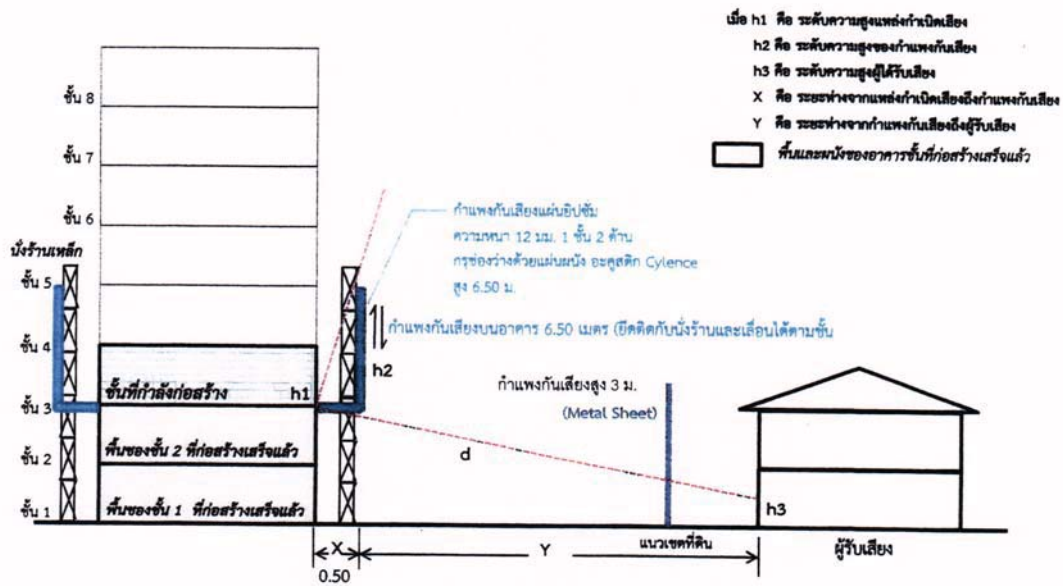 เมื่อ h1 คือ ระดับความสูงแหล่งกำเนิดเสียง
h2 คือ ระดับความสูงของกำแพงกันเสียง
h3 คือ ระดับความสูงผู้ได้รับเสียง
X คือ ระยะห่างจากแหล่งกำเนิดเสียงถึงกำแพงกันเสียง
Y คือ ระยะห่างจากกำแพงกันเสียงถึงผู้รับเสียง
พื้นและผนังของอาคารชั้นที่ก่อสร้างเสร็จแล้ว
ชั้น 8
ชั้น 7
ชั้น 6
นั่งร้านเหล็ก
ชั้น 5
ชั้น 4
ชั้น 3
ชั้น 2
ชั้น 1
กำแพงกันเสียงแผ่นยิปซัม
ความหนา 12 มม. 1 ชั้น 2 ด้าน
กรุช่องว่างด้วยแผ่นผนัง อะคูสติก Cylence
สูง 6.50 ม.
กำแพงกันเสียงบนอาคาร 6.50 เมตร (ยึดติดกับนั่งร้านและเลื่อนได้ตามชั้น
h2
กำแพงกันเสียงสูง 3 ม.
(Metal Sheet)
ชั้นที่กำลังก่อสร้าง
h1
พื้นของชั้น 2 ที่ก่อสร้างเสร็จแล้ว
d
พื้นของชั้น 1 ที่ก่อสร้างเสร็จแล้ว
h3
X
0.50
Y
แนวเขตที่ดิน
ผู้รับเสียง